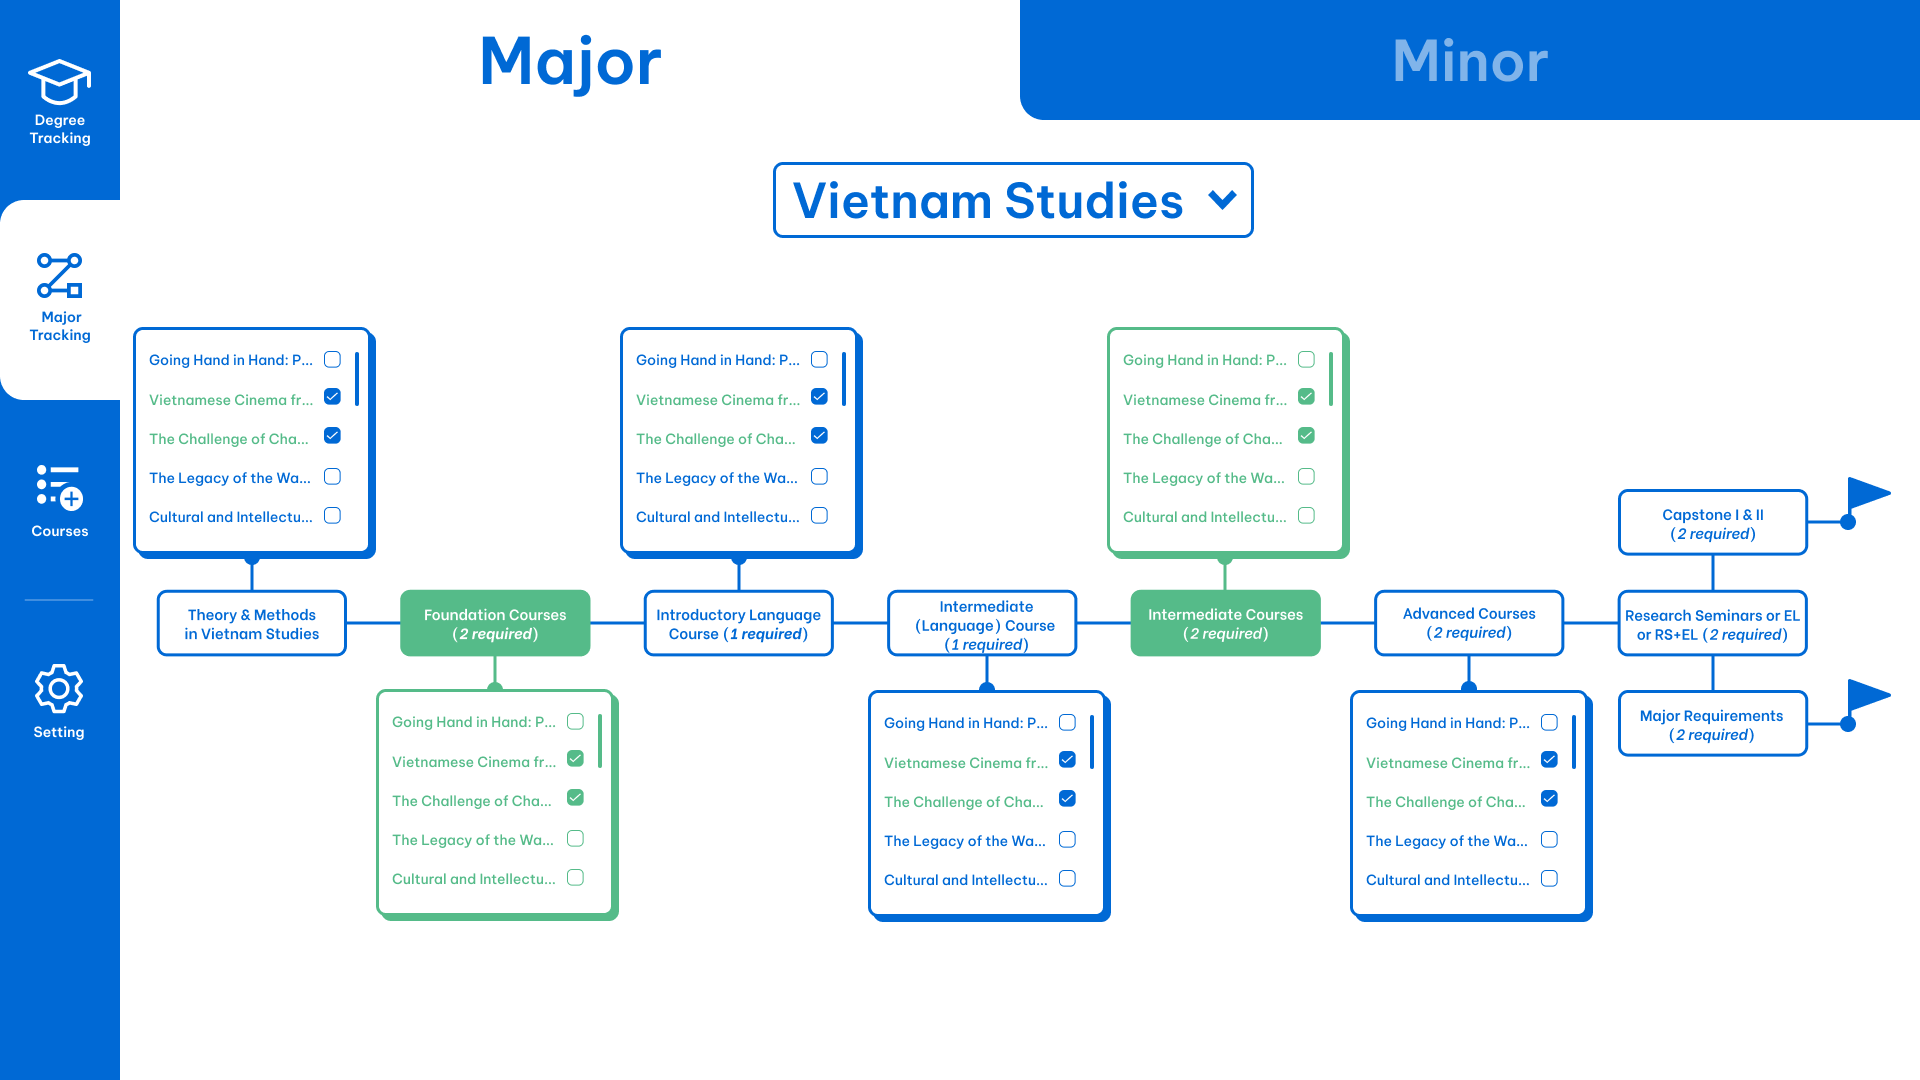 Degree
Tracking
Major
Tracking
Courses
Setting
Major
Minor
Vietnam Studies
Going Hand in Hand: P...
Vietnamese Cinema fr...
The Challenge of Cha...
The Legacy of the Wa...
Cultural and Intellectu...
Going Hand in Hand: P...
Vietnamese Cinema fr...
The Challenge of Cha...
The Legacy of the Wa...
Cultural and Intellectu...
Going Hand in Hand: P...
Vietnamese Cinema fr...
The Challenge of Cha...
The Legacy of the Wa...
Cultural and Intellectu...
Theory & Methods
in Vietnam Studies
Foundation Courses
(2 required)
Introductory Language
Course (1 required)
Intermediate
(Language) Course
(1 required)
Intermediate Courses
(2 required)
Advanced Courses
(2 required)
Capstone I & II
(2 required)
Research Seminars or EL
or RS+EL (2 required)
Major Requirements
(2 required)
Going Hand in Hand: P...
Vietnamese Cinema fr...
The Challenge of Cha...
The Legacy of the Wa...
Cultural and Intellectu...
Going Hand in Hand: P...
Vietnamese Cinema fr...
The Challenge of Cha...
The Legacy of the Wa...
Cultural and Intellectu...
Going Hand in Hand: P...
Vietnamese Cinema fr...
The Challenge of Cha...
The Legacy of the Wa...
Cultural and Intellectu...